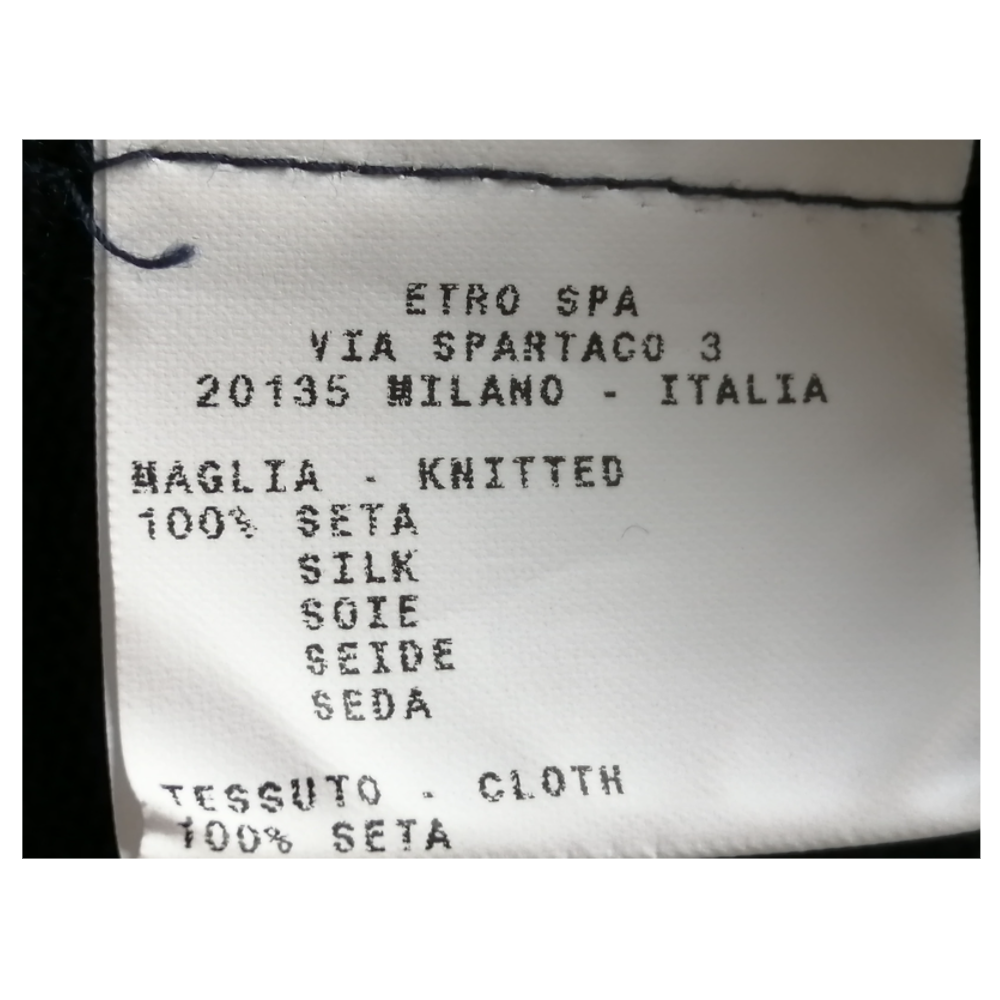 ETRO SPA
VIA SPARTACO 3
20135 MILANO - ITALIA
MAGLIA - KNITTED
100% SETA
SILK
SOIE
SEIDE
SEDA
TESSUTO - CLOTH
100% SETA